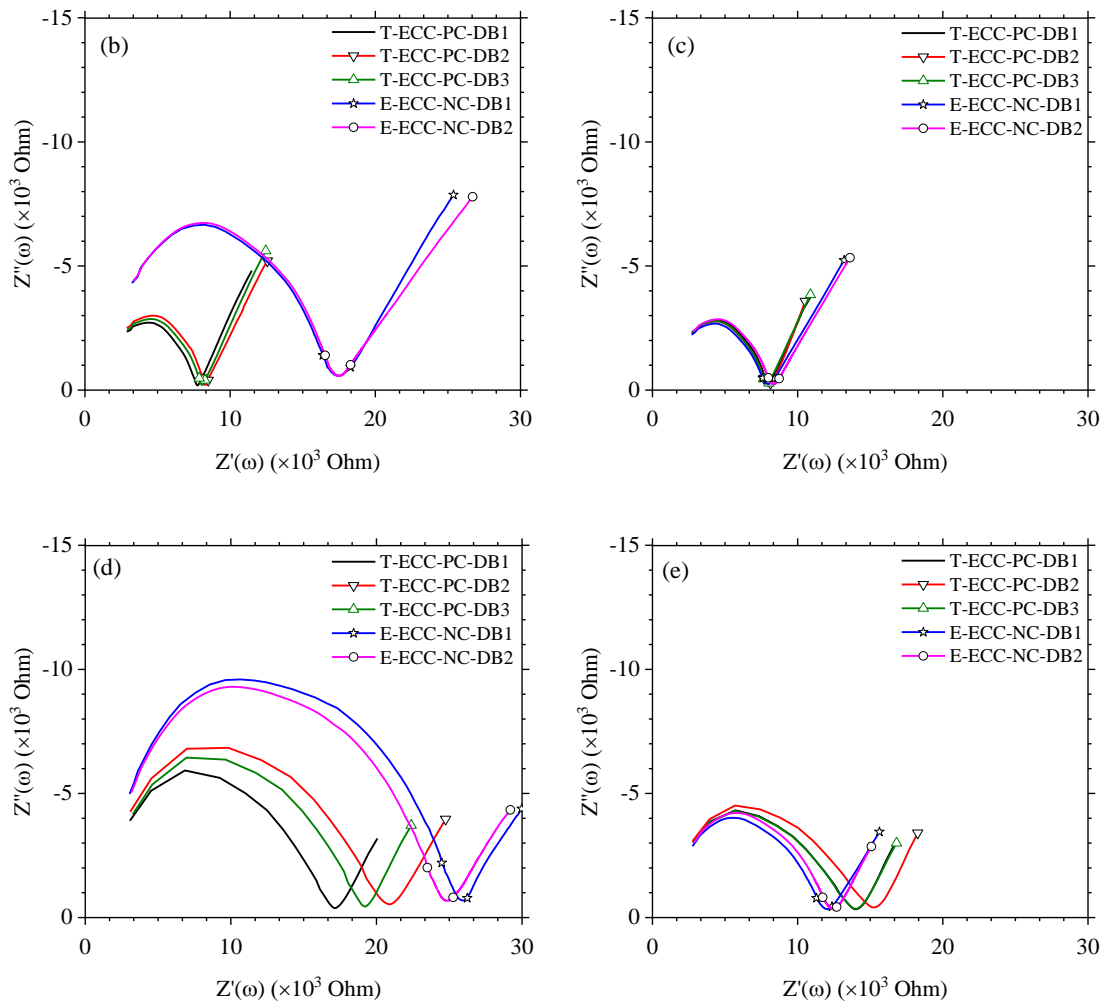 (b)
T-ECC-PC-DB1
T-ECC-PC-DB2
T-ECC-PC-DB3
E-ECC-NC-DB1
E-ECC-NC-DB2
-15
-10
-5
0
Z''(ω) (×10³ Ohm)
0 10 20 30
Z'(ω) (×10³ Ohm)
(c)
T-ECC-PC-DB1
T-ECC-PC-DB2
T-ECC-PC-DB3
E-ECC-NC-DB1
E-ECC-NC-DB2
-15
-10
-5
0
Z''(ω) (×10³ Ohm)
0 10 20 30
Z'(ω) (×10³ Ohm)
(d)
T-ECC-PC-DB1
T-ECC-PC-DB2
T-ECC-PC-DB3
E-ECC-NC-DB1
E-ECC-NC-DB2
-15
-10
-5
0
Z''(ω) (×10³ Ohm)
0 10 20 30
Z'(ω) (×10³ Ohm)
(e)
T-ECC-PC-DB1
T-ECC-PC-DB2
T-ECC-PC-DB3
E-ECC-NC-DB1
E-ECC-NC-DB2
-15
-10
-5
0
Z''(ω) (×10³ Ohm)
0 10 20 30
Z'(ω) (×10³ Ohm)